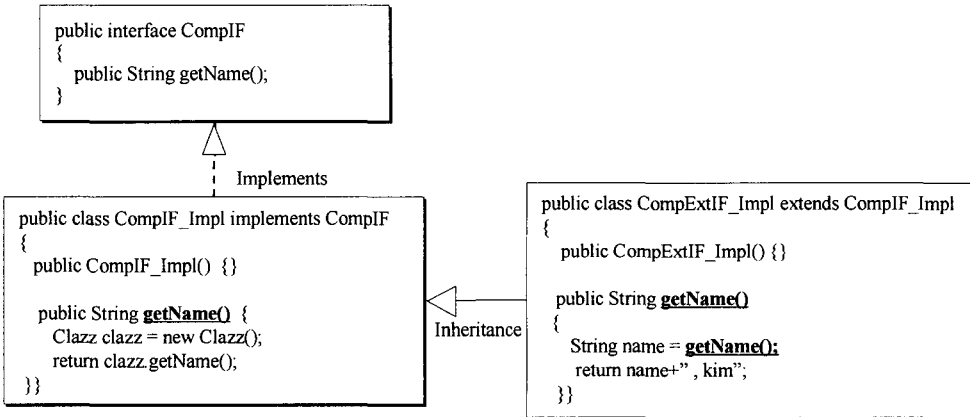 public interface CompIF
{
public String getName();
}
Implements
public class CompIF_Impl implements CompIF
{
public CompIF_Impl() {}
public String getName() {
Clazz clazz = new Clazz();
return clazz.getName();
}}
Inheritance
public class CompExtIF_Impl extends CompIF_Impl
{
public CompExtIF_Impl() {}
public String getName()
{
String name = getName();
return name+” , kim”;
}}